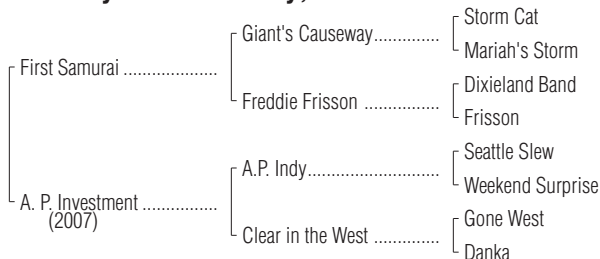 Giant's Causeway...............
Storm Cat
Mariah's Storm
First Samurai ....................
Freddie Frisson ................
Dixieland Band
Frisson
A. P. Investment ................
(2007)
A.P. Indy............................
Seattle Slew
Weekend Surprise
Clear in the West ..............
Gone West
Danka